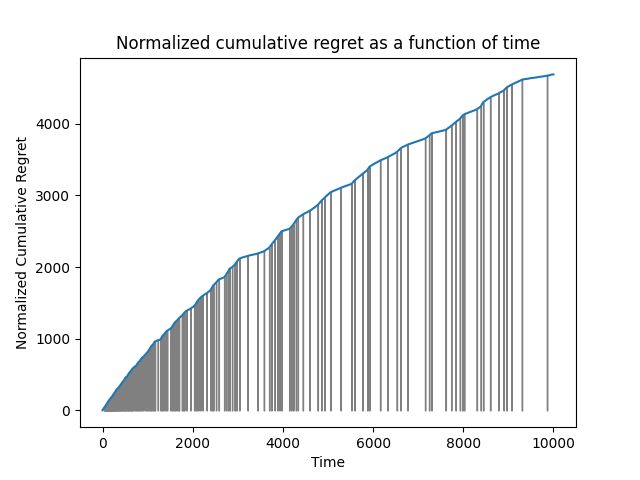 Normalized cumulative regret as a function of time
Normalized Cumulative Regret
4000
3000
2000
1000
0
0 2000 4000 6000 8000 10000
Time